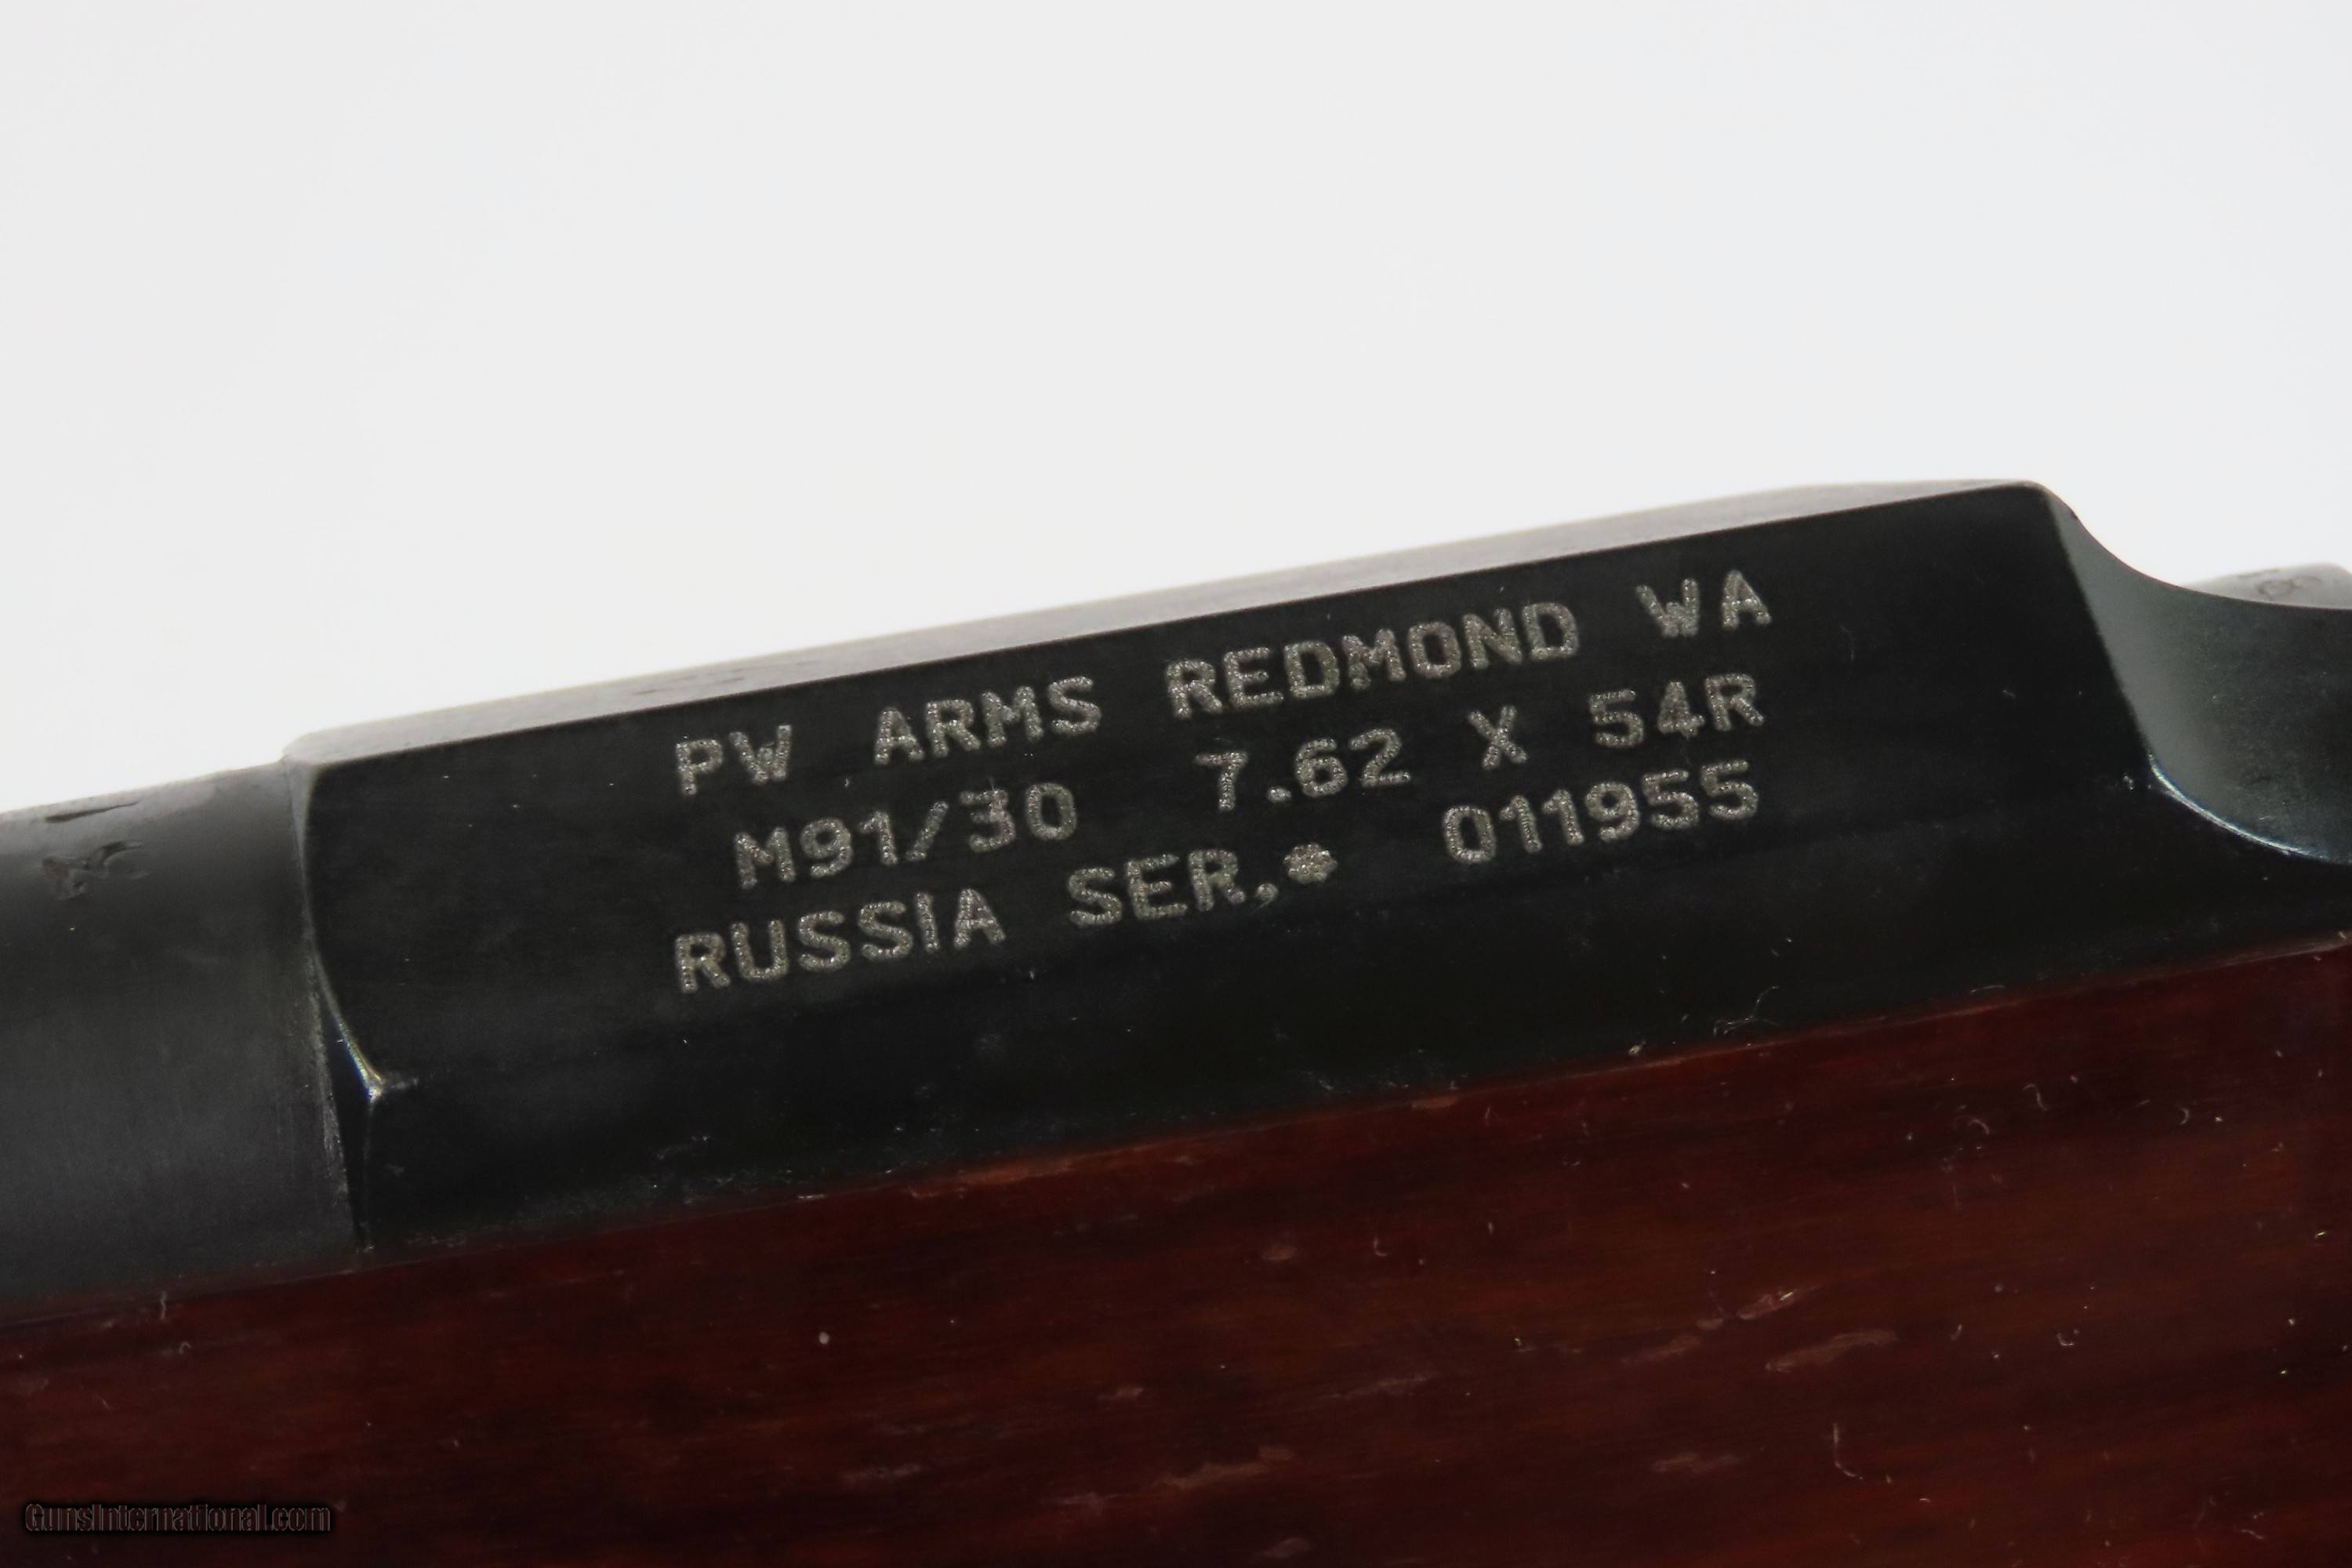 PW ARMS REDMOND WA
M91/30 7.62 X 54R
RUSSIA SER.# 011955
GunsInternational.com